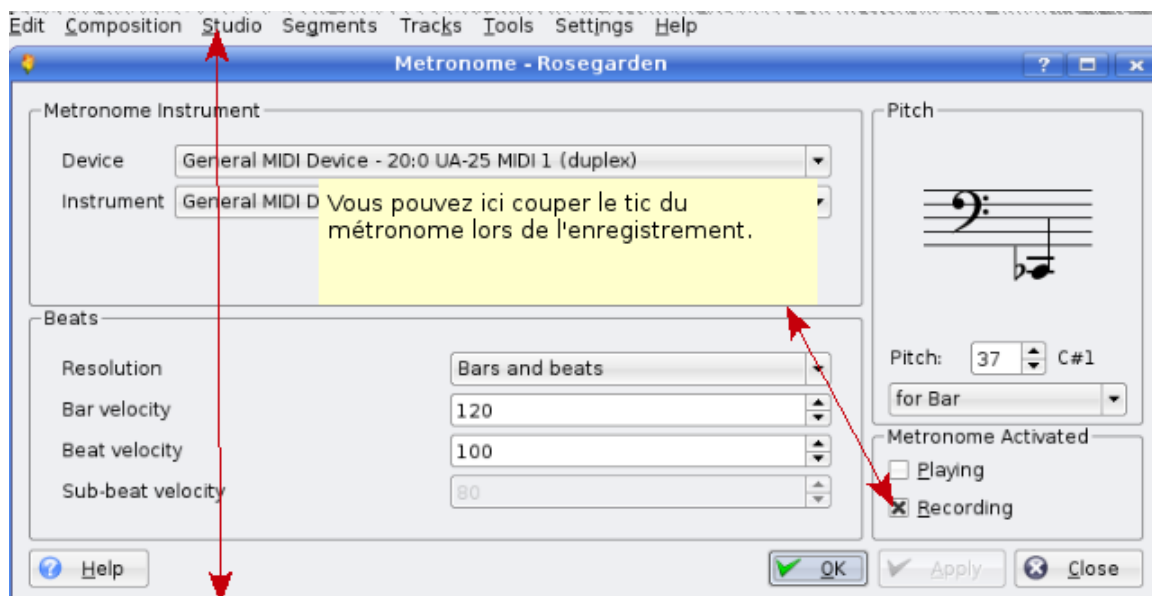 Edit Composition Studio Segments Tracks Tools Settings Help
Metronome - Rosegarden
Metronome Instrument
Device General MIDI Device - 20:0 UA-25 MIDI 1 (duplex)
Instrument General MIDI D
Vous pouvez ici couper le tic du
métronome lors de l'enregistrement.
Beats
Resolution Bars and beats
Bar velocity 120
Beat velocity 100
Sub-beat velocity 80
Pitch
Pitch: 37 C#1
for Bar
Metronome Activated
Playing
Recording
Help OK Apply Close